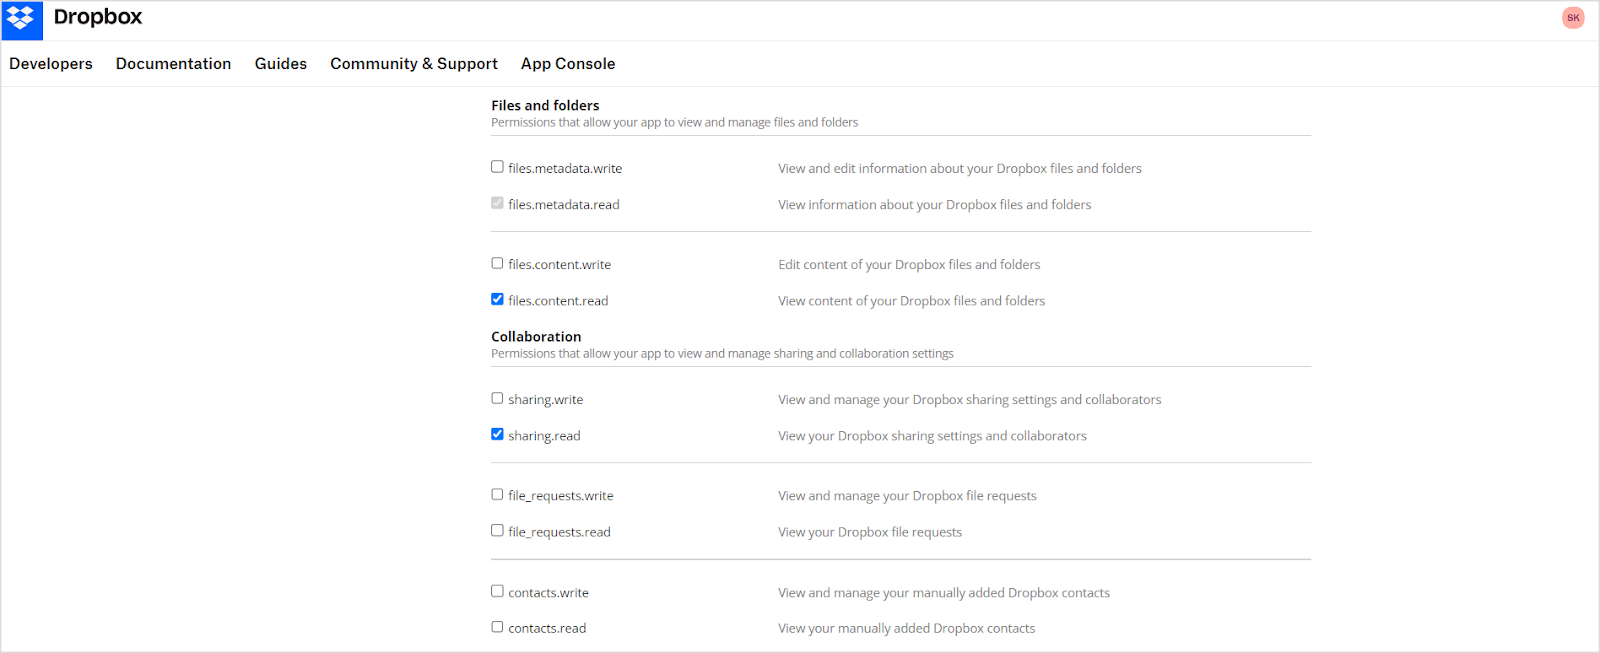 Dropbox
SK
Developers Documentation Guides Community & Support App Console
Files and folders
Permissions that allow your app to view and manage files and folders
files.metadata.write View and edit information about your Dropbox files and folders
files.metadata.read View information about your Dropbox files and folders
files.content.write Edit content of your Dropbox files and folders
files.content.read View content of your Dropbox files and folders
Collaboration
Permissions that allow your app to view and manage sharing and collaboration settings
sharing.write View and manage your Dropbox sharing settings and collaborators
sharing.read View your Dropbox sharing settings and collaborators
file_requests.write View and manage your Dropbox file requests
file_requests.read View your Dropbox file requests
contacts.write View and manage your manually added Dropbox contacts
contacts.read View your manually added Dropbox contacts